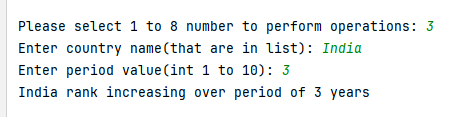 Please select 1 to 8 number to perform operations: 3
Enter country name(that are in list): India
Enter period value(int 1 to 10): 3
India rank increasing over period of 3 years